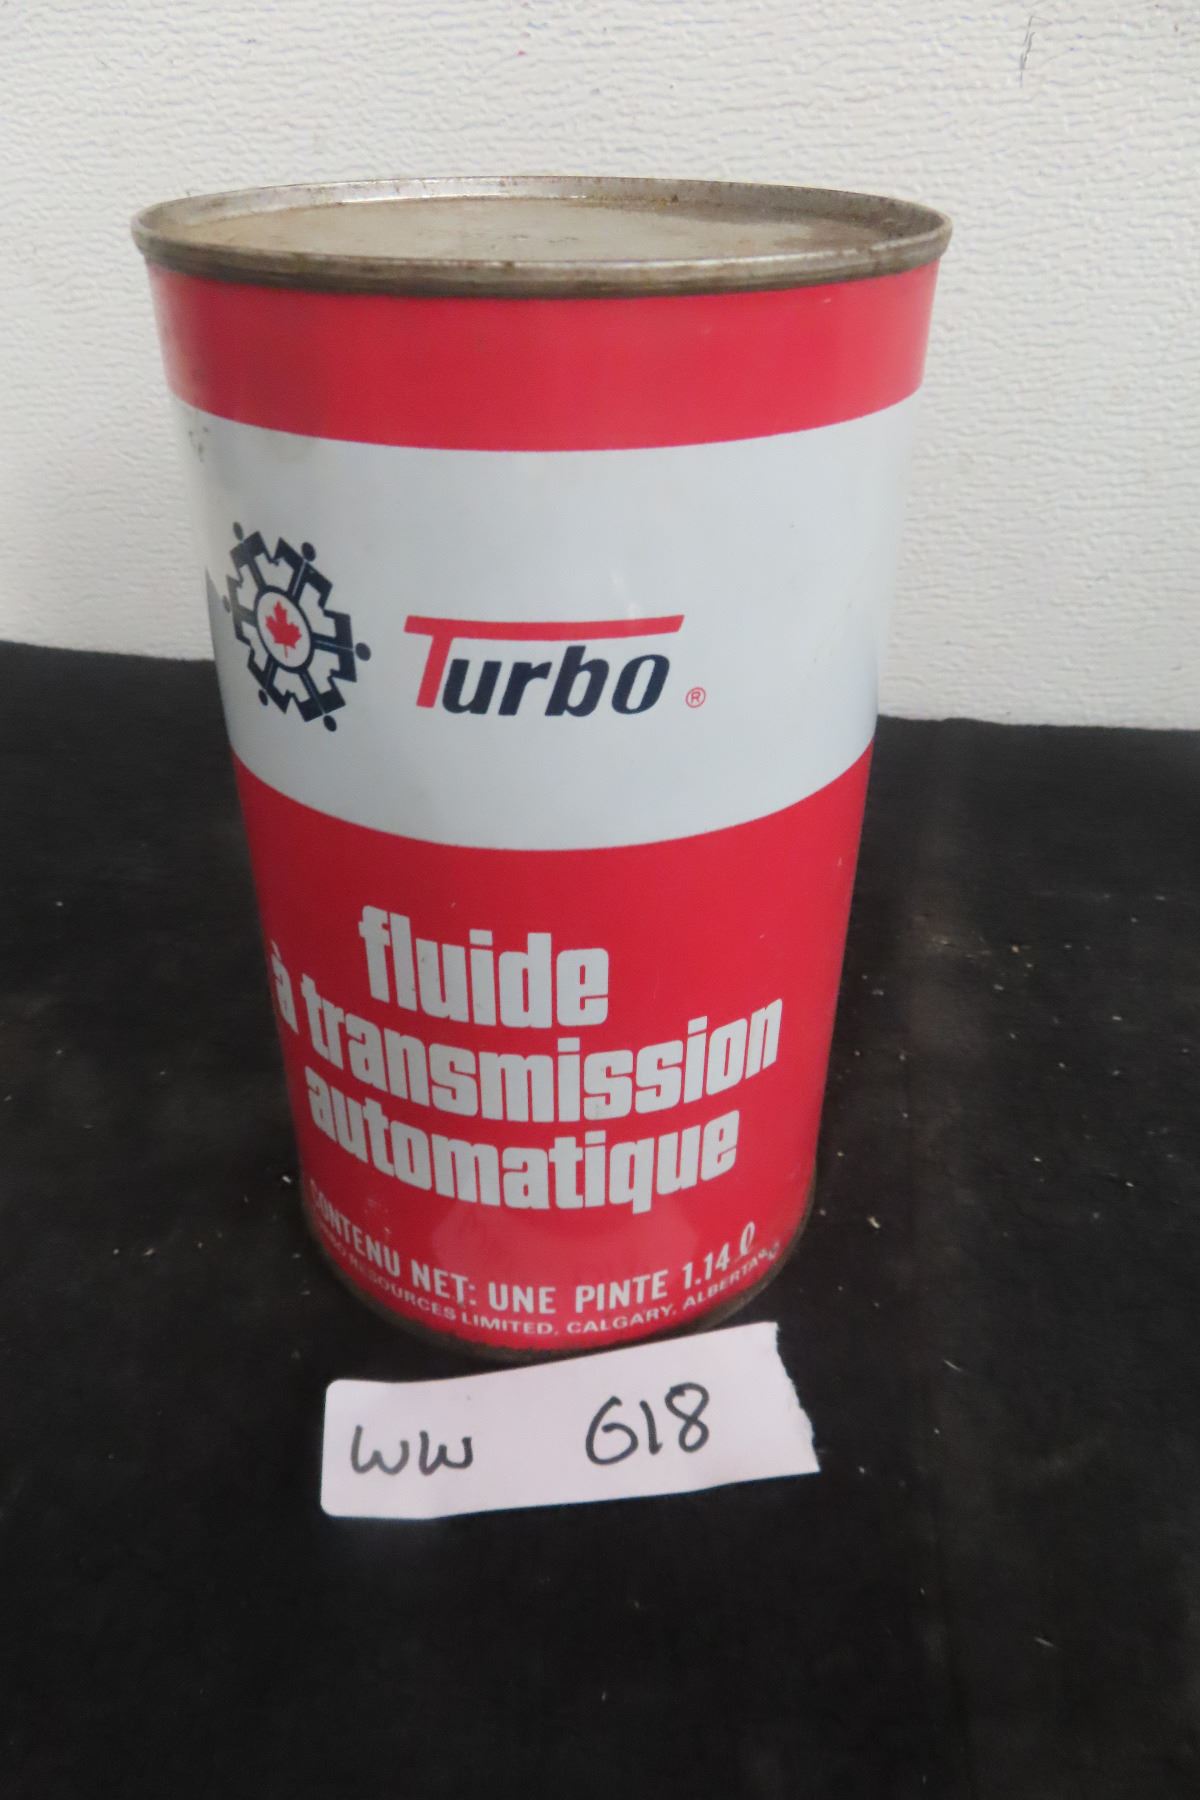 Turbo ®
fluide
à transmission
automatique
CONTENU NET: UNE PINTE 1.14 ℓ
RESOURCES LIMITED, CALGARY, ALBERTA
WW 618